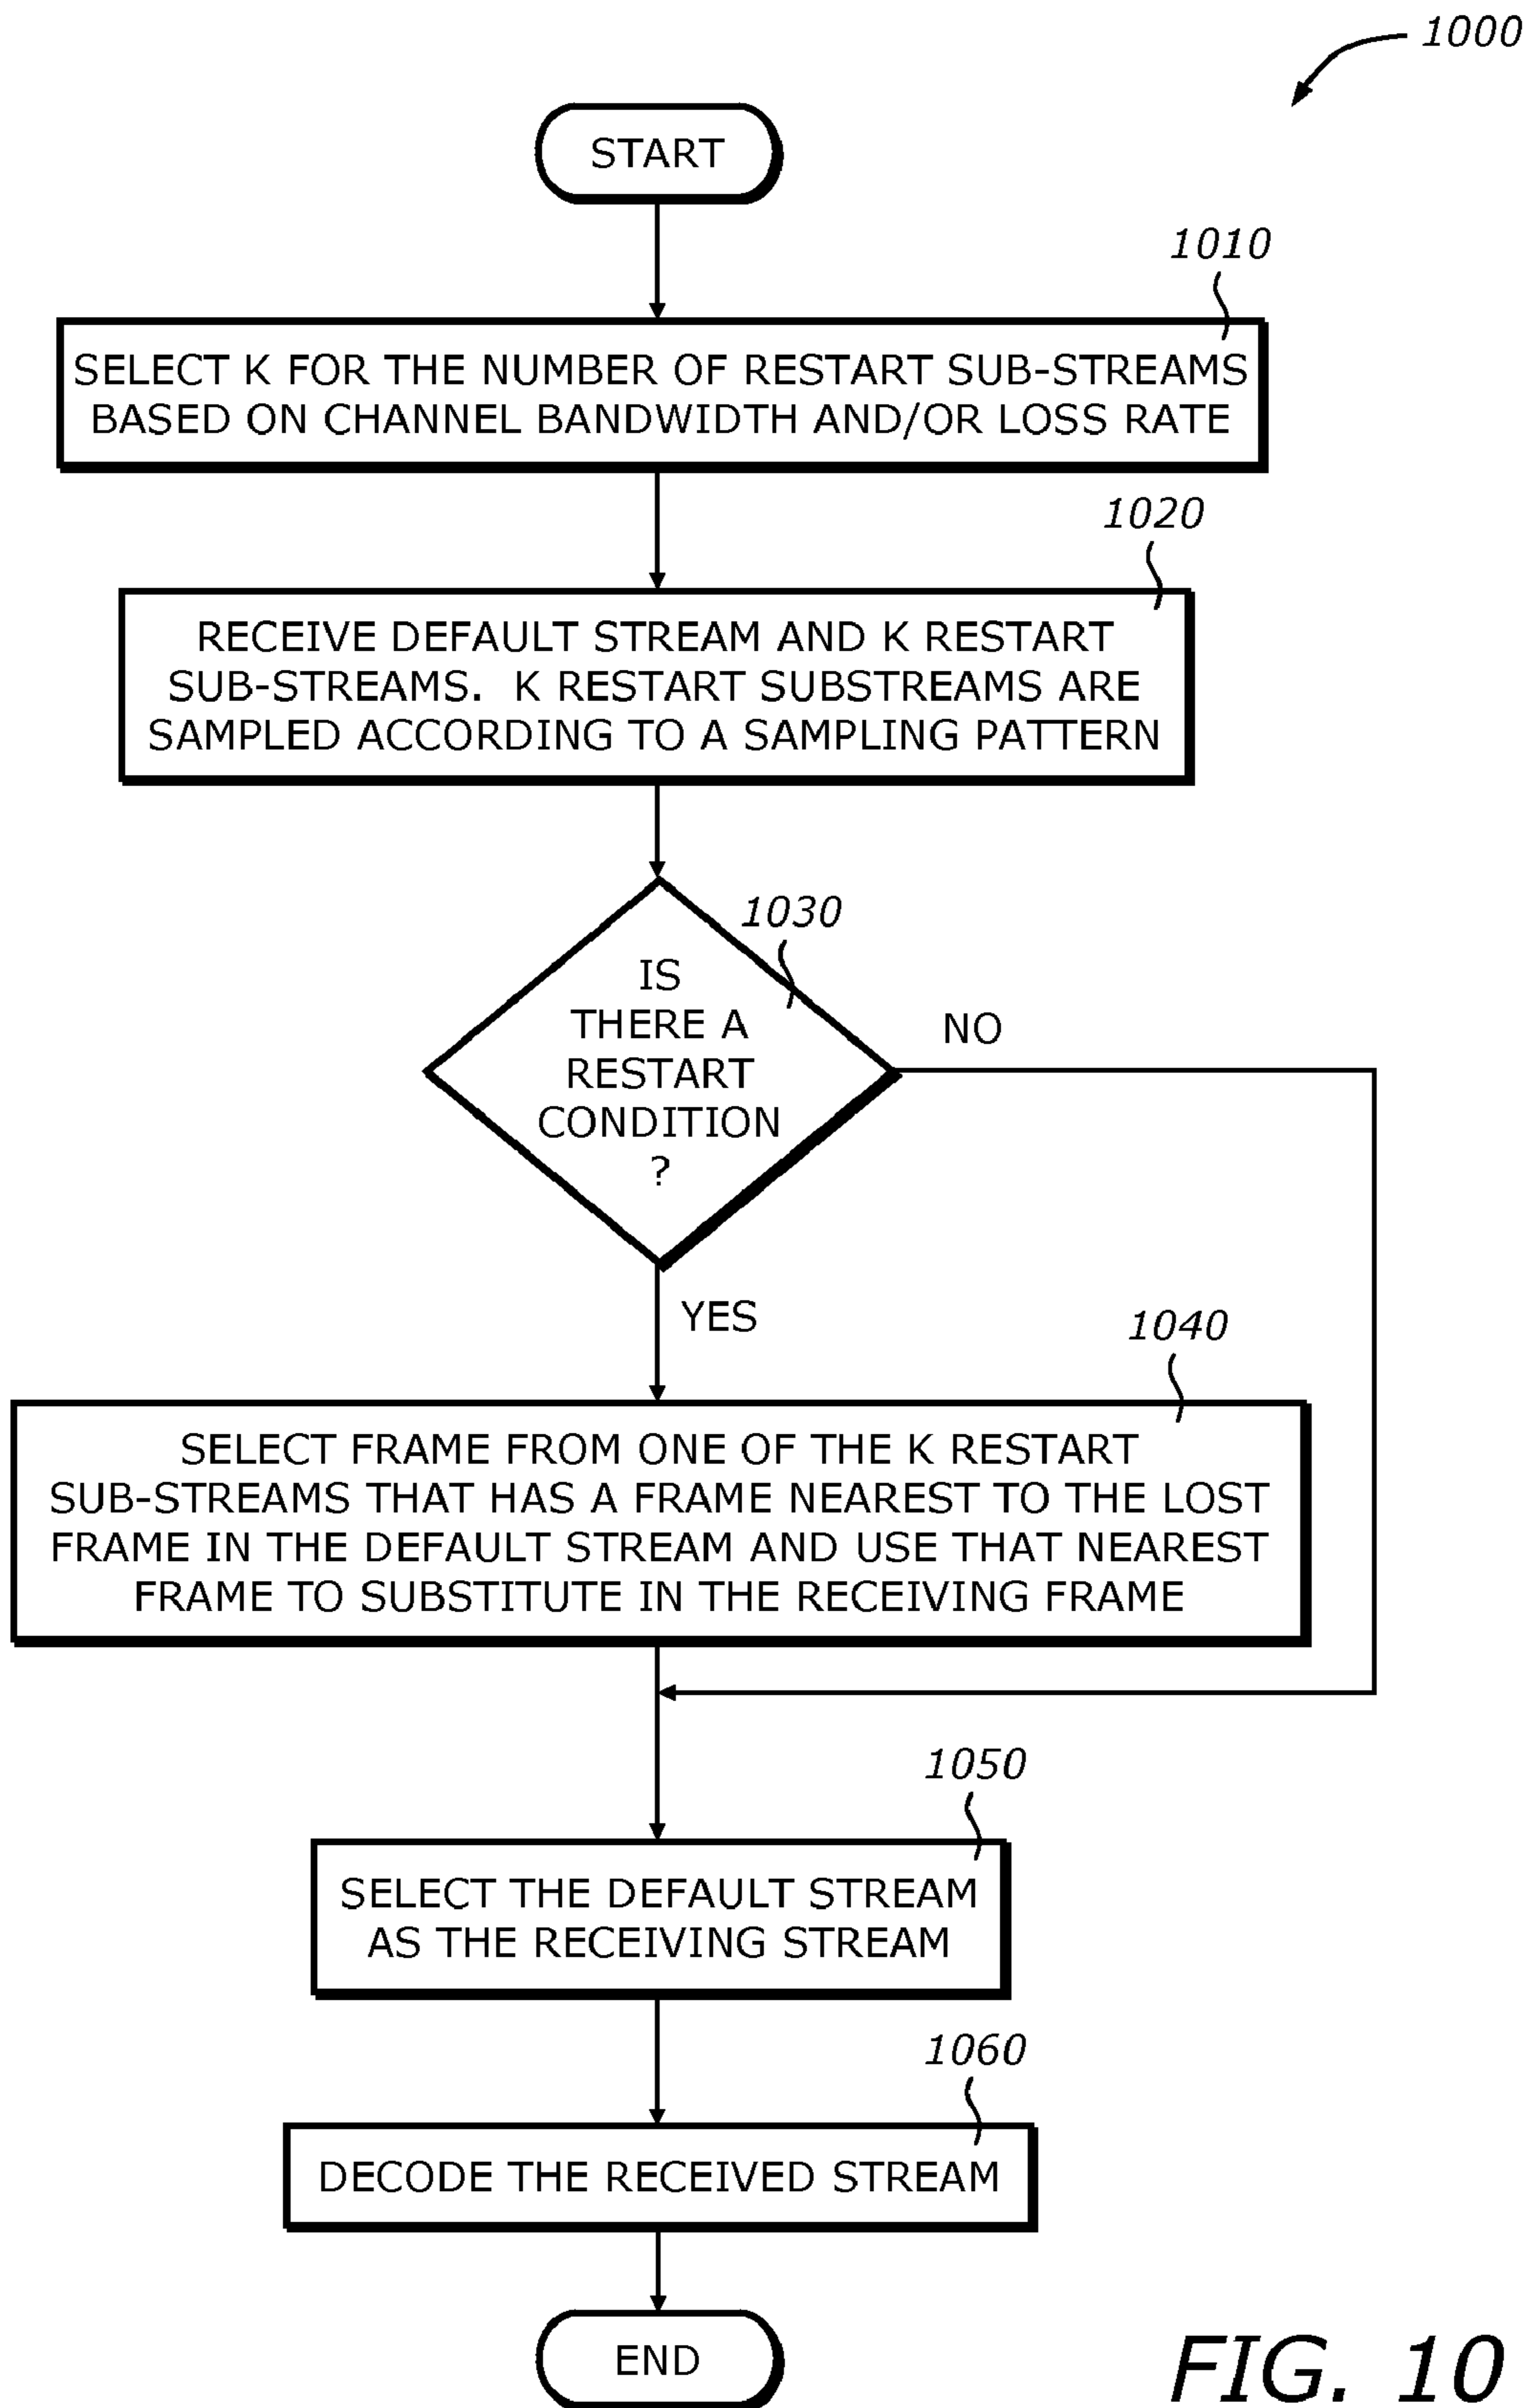 1000
START
1010
SELECT K FOR THE NUMBER OF RESTART SUB-STREAMS
BASED ON CHANNEL BANDWIDTH AND/OR LOSS RATE
1020
RECEIVE DEFAULT STREAM AND K RESTART
SUB-STREAMS. K RESTART SUBSTREAMS ARE
SAMPLED ACCORDING TO A SAMPLING PATTERN
1030
IS
THERE A
RESTART
CONDITION
?
NO
YES
1040
SELECT FRAME FROM ONE OF THE K RESTART
SUB-STREAMS THAT HAS A FRAME NEAREST TO THE LOST
FRAME IN THE DEFAULT STREAM AND USE THAT NEAREST
FRAME TO SUBSTITUTE IN THE RECEIVING FRAME
1050
SELECT THE DEFAULT STREAM
AS THE RECEIVING STREAM
1060
DECODE THE RECEIVED STREAM
END
FIG. 10